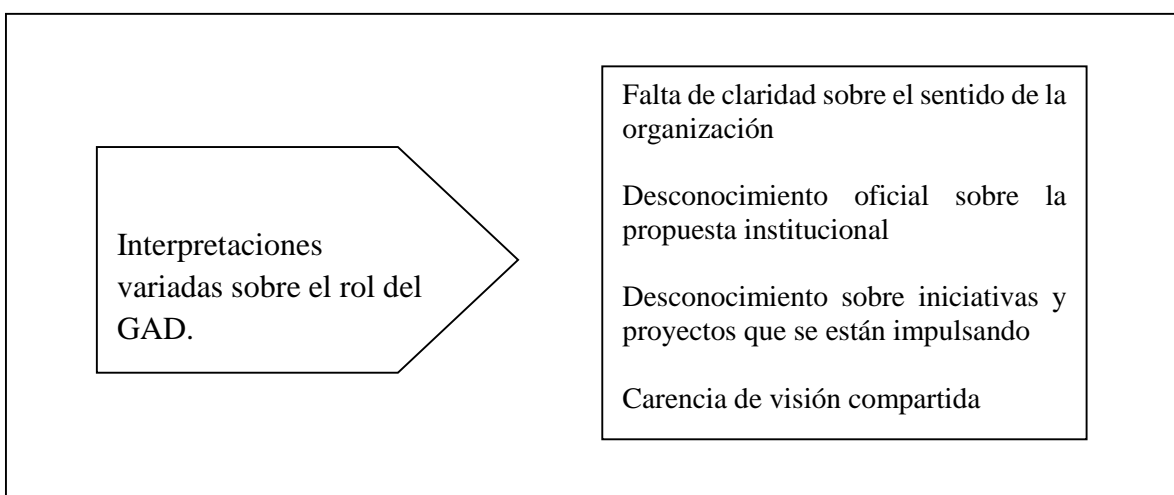 Interpretaciones
variadas sobre el rol del
GAD.
Falta de claridad sobre el sentido de la
organización
Desconocimiento oficial sobre la
propuesta institucional
Desconocimiento sobre iniciativas y
proyectos que se están impulsando
Carencia de visión compartida